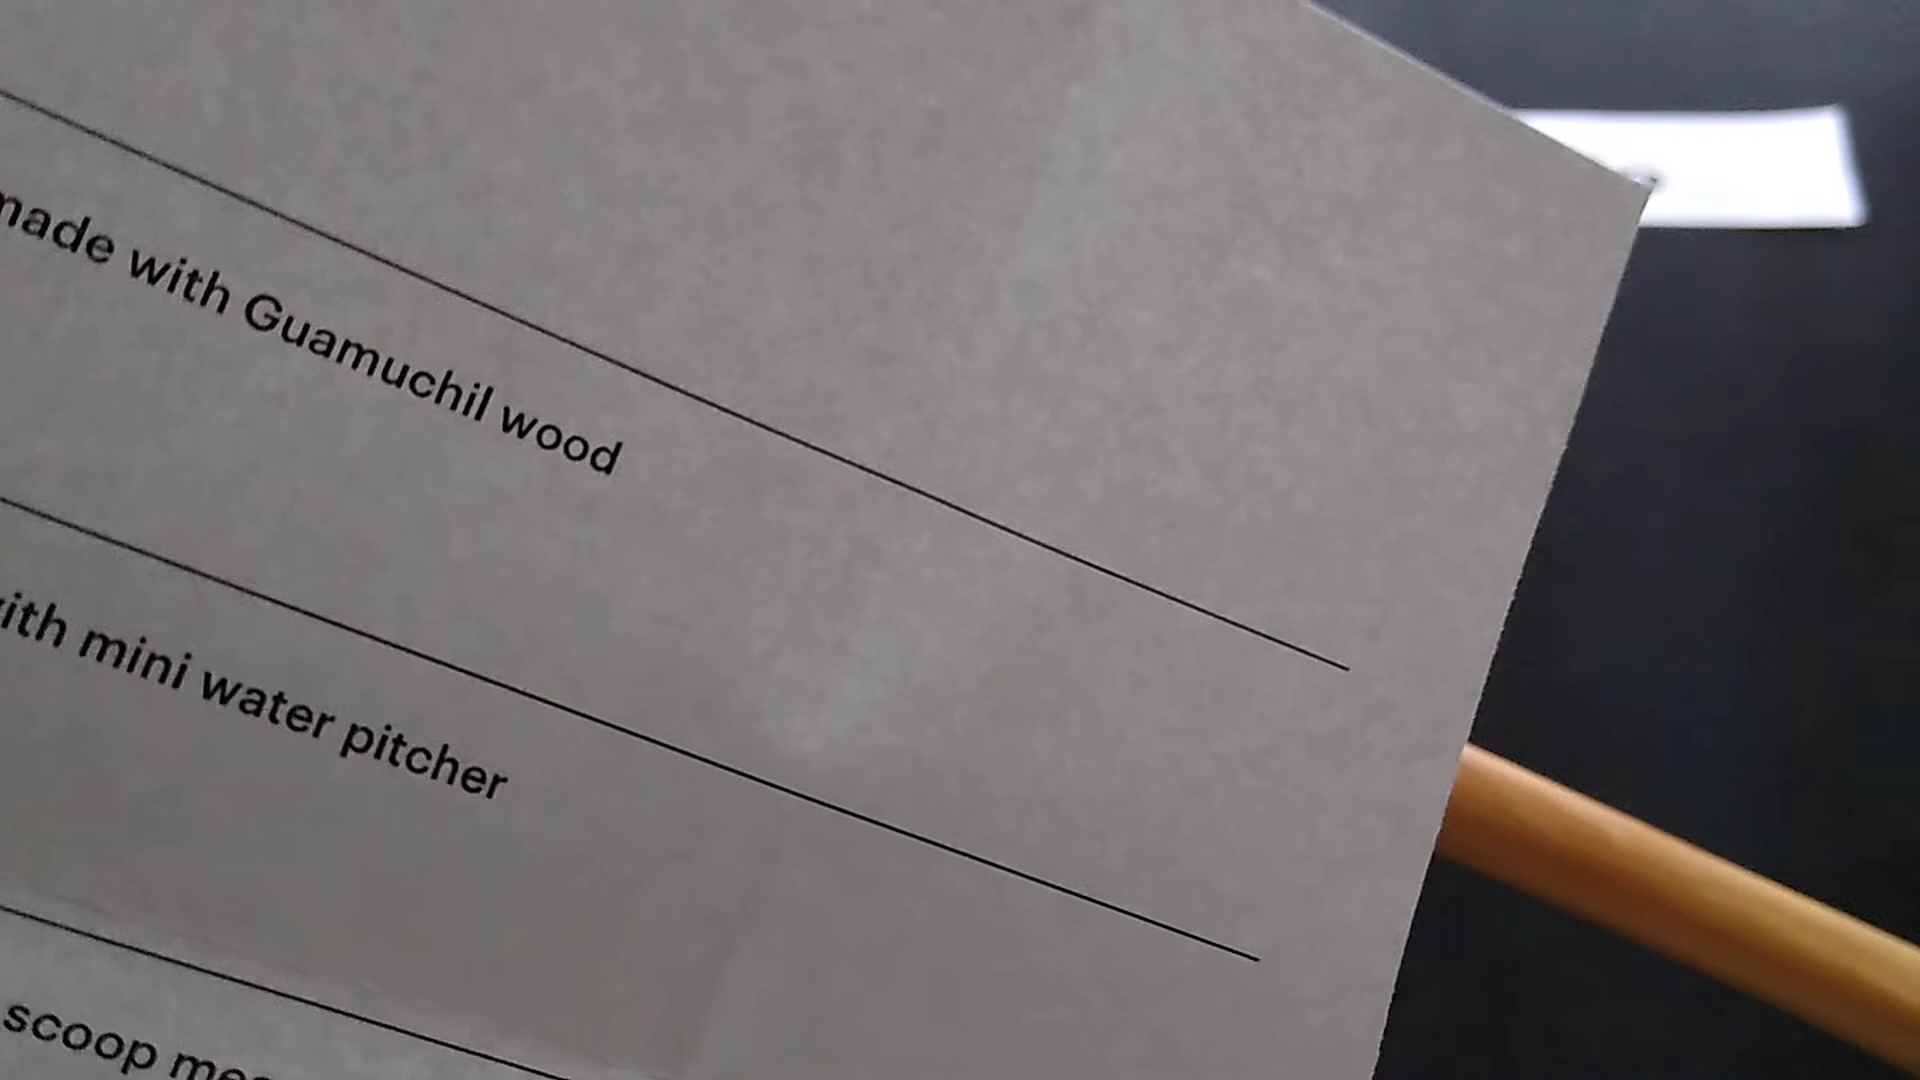 made with Guamuchil wood
with mini water pitcher
scoop